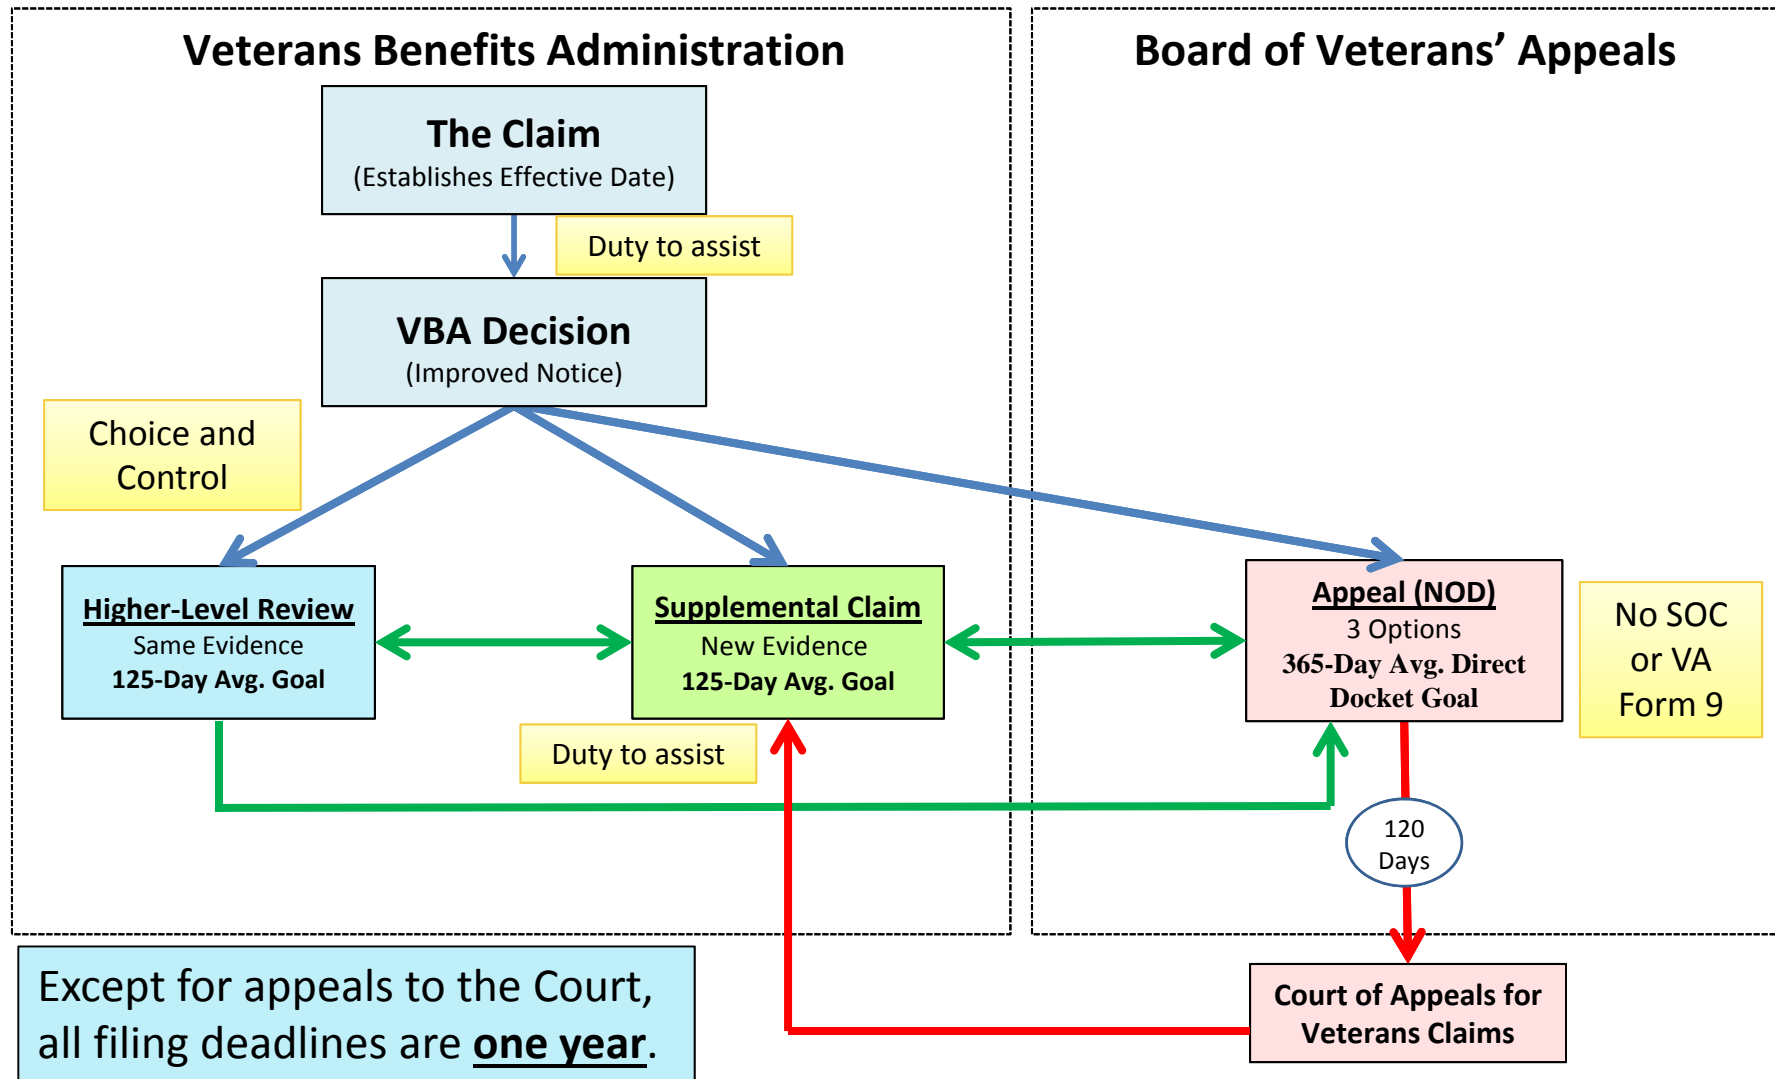 Veterans Benefits Administration
Board of Veterans’ Appeals
The Claim
(Establishes Effective Date)
Duty to assist
VBA Decision
(Improved Notice)
Choice and
Control
Higher-Level Review
Same Evidence
125-Day Avg. Goal
Supplemental Claim
New Evidence
125-Day Avg. Goal
Appeal (NOD)
3 Options
365-Day Avg. Direct
Docket Goal
No SOC
or VA
Form 9
Duty to assist
120
Days
Except for appeals to the Court,
all filing deadlines are one year.
Court of Appeals for
Veterans Claims